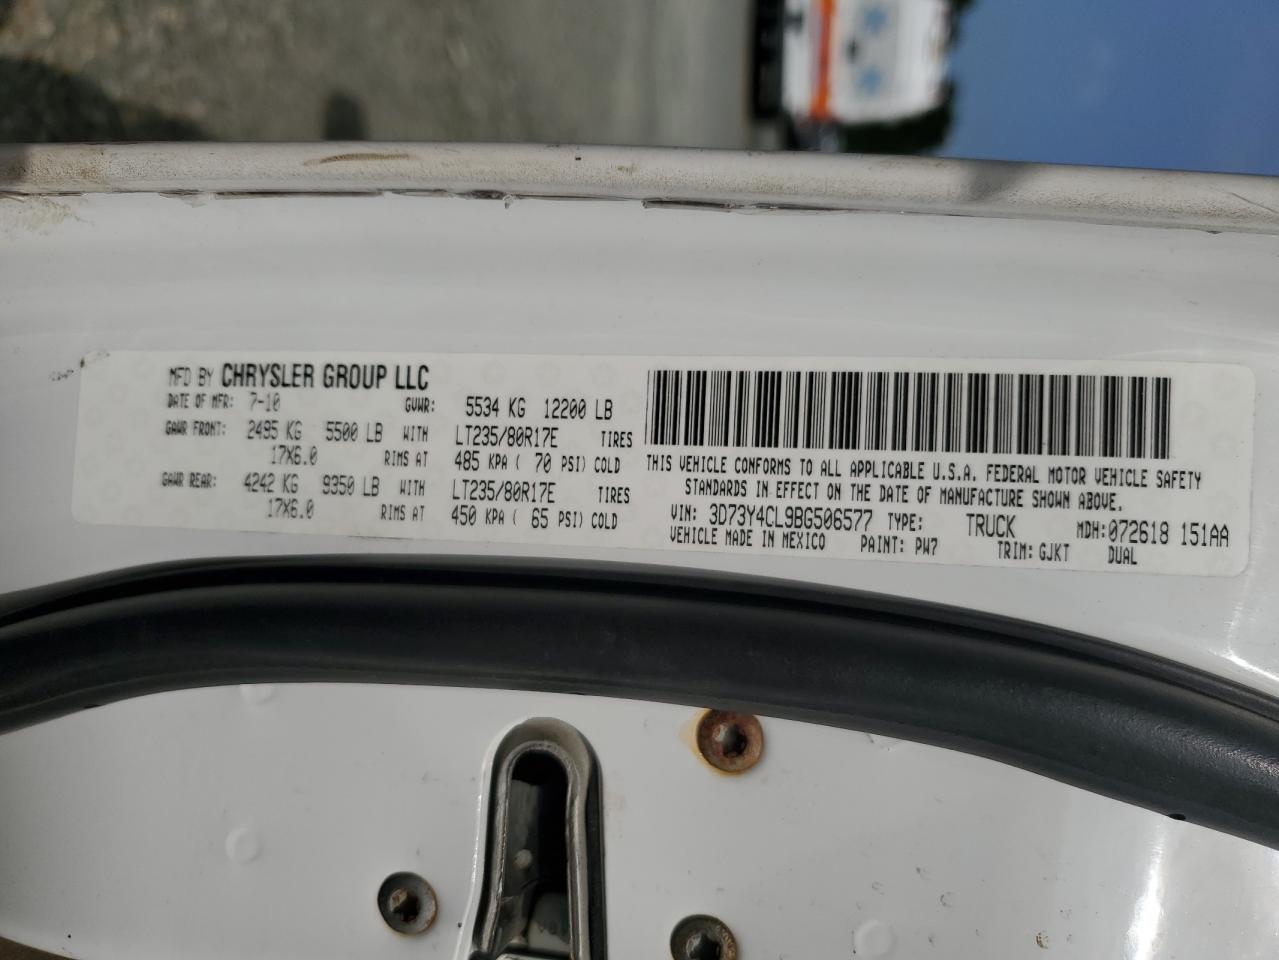 MFD BY CHRYSLER GROUP LLC
DATE OF MFR: 7-10 GVWR: 5534 KG 12200 LB
GAWR FRONT: 2495 KG 5500 LB WITH LT235/80R17E TIRES
17X6.0 RIMS AT 485 KPA ( 70 PSI) COLD
GAWR REAR: 4242 KG 9350 LB WITH LT235/80R17E TIRES
17X6.0 RIMS AT 450 KPA ( 65 PSI) COLD
THIS VEHICLE CONFORMS TO ALL APPLICABLE U.S.A. FEDERAL MOTOR VEHICLE SAFETY
STANDARDS IN EFFECT ON THE DATE OF MANUFACTURE SHOWN ABOVE.
VIN: 3D73Y4CL9BG506577 TYPE: TRUCK MDH:072618 151AA
VEHICLE MADE IN MEXICO PAINT: PW7 TRIM: GJKT DUAL